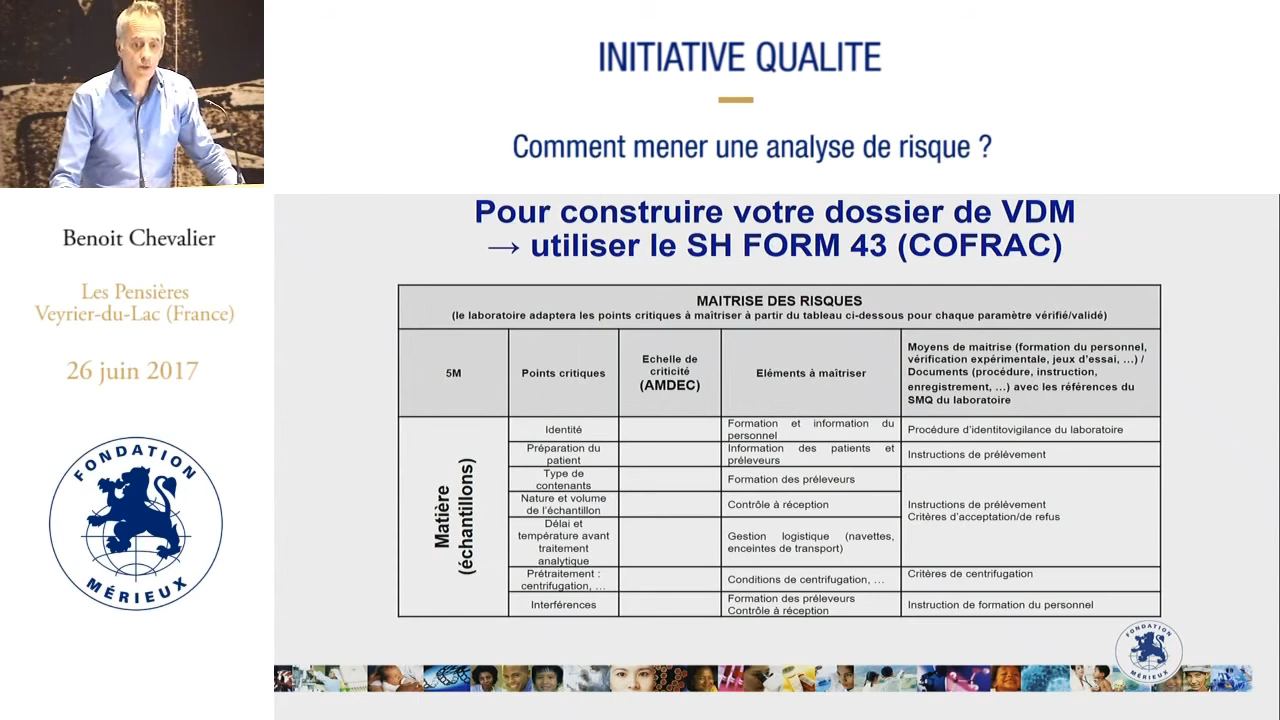 INITIATIVE QUALITE
Comment mener une analyse de risque ?
Benoit Chevalier
Les Pensières
Veyrier-du-Lac (France)
26 juin 2017
FONDATION
MÉRIEUX
Pour construire votre dossier de VDM
→ utiliser le SH FORM 43 (COFRAC)
MAITRISE DES RISQUES
(le laboratoire adaptera les points critiques à maîtriser à partir du tableau ci-dessous pour chaque paramètre vérifié/validé)
5M
Points critiques
Echelle de
criticité
(AMDEC)
Eléments à maîtriser
Moyens de maitrise (formation du personnel,
vérification expérimentale, jeux d'essai, …) /
Documents (procédure, instruction,
enregistrement, …) avec les références du
SMQ du laboratoire
Matière
(échantillons)
Identité
Formation et information du
personnel
Procédure d'identitovigilance du laboratoire
Préparation du
patient
Information des patients et
préleveurs
Instructions de prélèvement
Type de
contenants
Formation des préleveurs
Instructions de prélèvement
Critères d'acceptation/de refus
Nature et volume
de l'échantillon
Contrôle à réception
Délai et
température avant
traitement
analytique
Gestion logistique (navettes,
enceintes de transport)
Prétraitement :
centrifugation, …
Conditions de centrifugation, …
Critères de centrifugation
Interférences
Formation des préleveurs
Contrôle à réception
Instruction de formation du personnel
FONDATION
MÉRIEUX